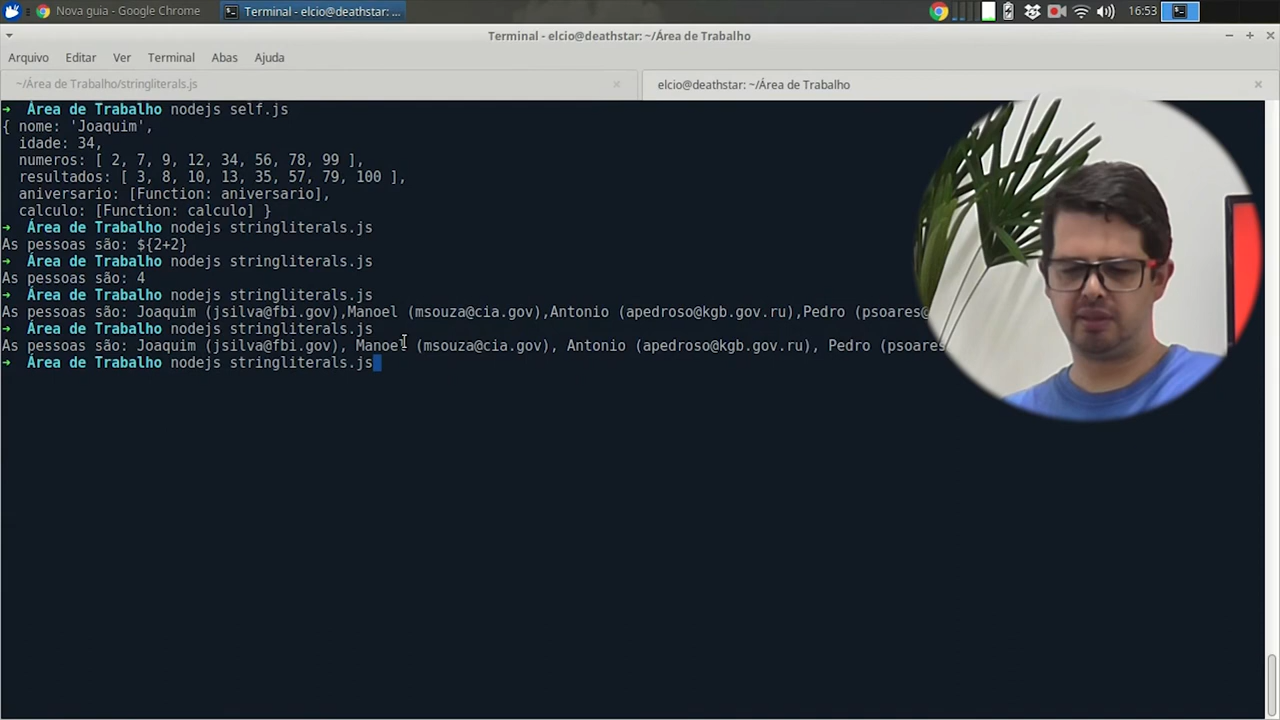 Nova guia - Google Chrome
Terminal - elcio@deathstar: ...
16:53
Terminal - elcio@deathstar: ~/Área de Trabalho
Arquivo Editar Ver Terminal Abas Ajuda
~/Área de Trabalho/stringliterals.js
elcio@deathstar: ~/Área de Trabalho
➜ Área de Trabalho nodejs self.js
{ nome: 'Joaquim',
idade: 34,
numeros: [ 2, 7, 9, 12, 34, 56, 78, 99 ],
resultados: [ 3, 8, 10, 13, 35, 57, 79, 100 ],
aniversario: [Function: aniversario],
calculo: [Function: calculo] }
➜ Área de Trabalho nodejs stringliterals.js
As pessoas são: ${2+2}
➜ Área de Trabalho nodejs stringliterals.js
As pessoas são: 4
➜ Área de Trabalho nodejs stringliterals.js
As pessoas são: Joaquim (jsilva@fbi.gov),Manoel (msouza@cia.gov),Antonio (apedroso@kgb.gov.ru),Pedro (psoares@
➜ Área de Trabalho nodejs stringliterals.js
As pessoas são: Joaquim (jsilva@fbi.gov), Manoel (msouza@cia.gov), Antonio (apedroso@kgb.gov.ru), Pedro (psoares
➜ Área de Trabalho nodejs stringliterals.js